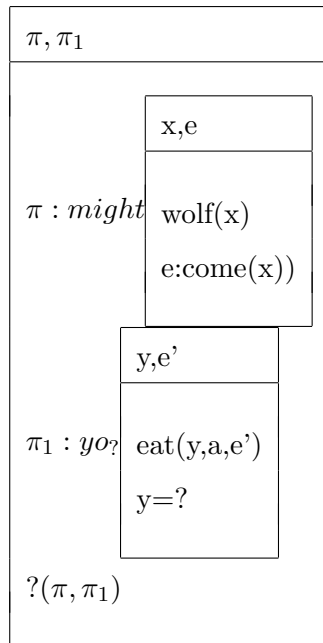 π, π₁
x,e
π : might wolf(x)
e:come(x))
y,e'
π₁ : yo? eat(y,a,e')
y=?
?(π, π₁)